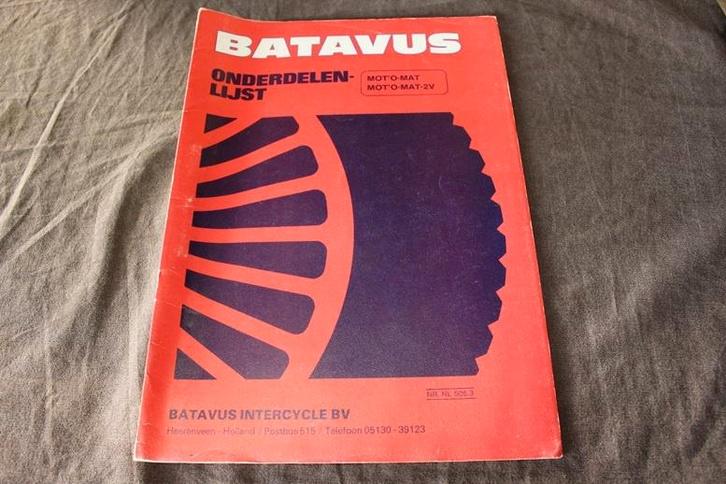 BATAVUS
ONDERDELEN-
LIJST
MOT'O-MAT
MOT'O-MAT-2V
NR. NL 505.3
BATAVUS INTERCYCLE BV
Heerenveen - Holland / Postbus 515 / Telefoon 05130 - 39123